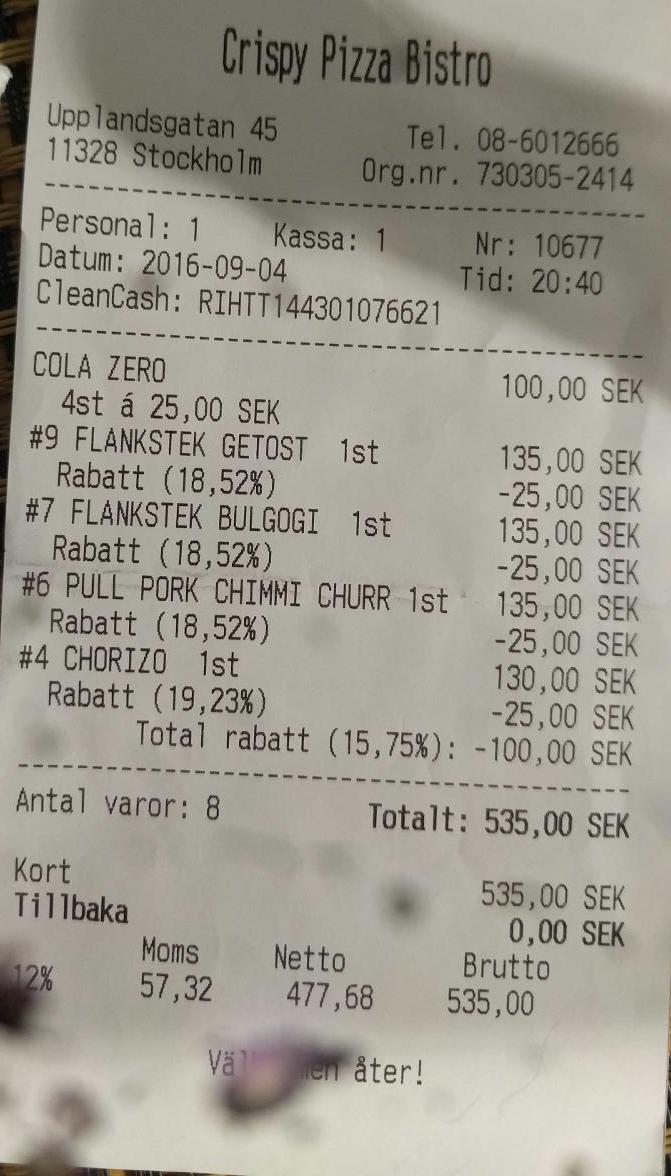 Crispy Pizza Bistro
Upplandsgatan 45 Tel. 08-6012666
11328 Stockholm Org.nr. 730305-2414
Personal: 1 Kassa: 1 Nr: 10677
Datum: 2016-09-04 Tid: 20:40
CleanCash: RIHTT144301076621
COLA ZERO 100,00 SEK
4st á 25,00 SEK
#9 FLANKSTEK GETOST 1st 135,00 SEK
Rabatt (18,52%) -25,00 SEK
#7 FLANKSTEK BULGOGI 1st 135,00 SEK
Rabatt (18,52%) -25,00 SEK
#6 PULL PORK CHIMMI CHURR 1st 135,00 SEK
Rabatt (18,52%) -25,00 SEK
#4 CHORIZO 1st 130,00 SEK
Rabatt (19,23%) -25,00 SEK
Total rabatt (15,75%): -100,00 SEK
Antal varor: 8 Totalt: 535,00 SEK
Kort 535,00 SEK
Tillbaka 0,00 SEK
Moms Netto Brutto
12% 57,32 477,68 535,00
åter!